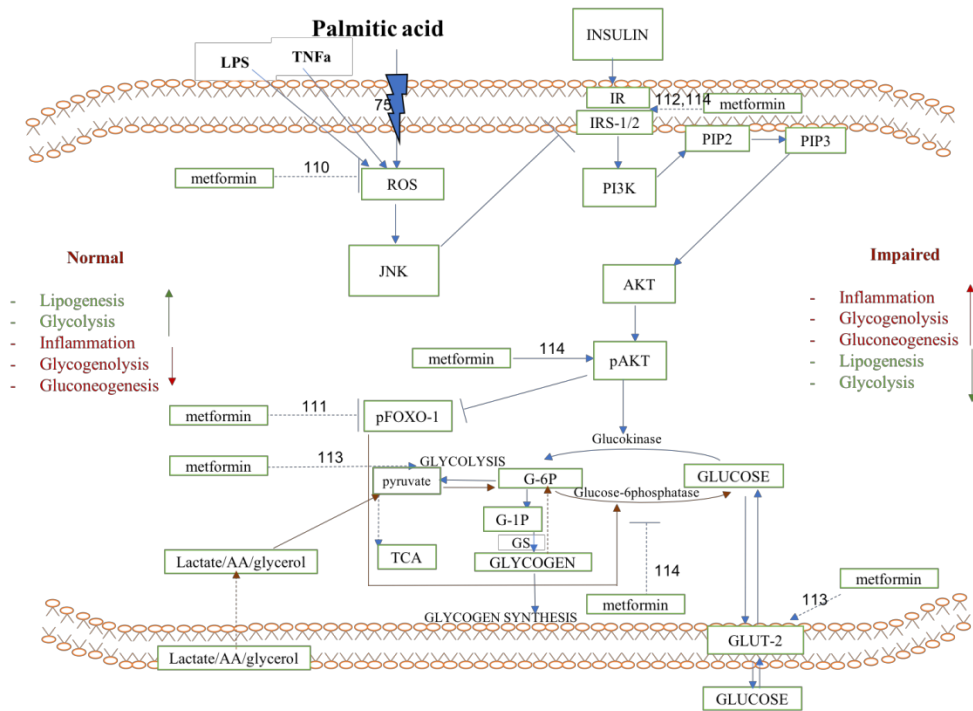 Palmitic acid
INSULIN
LPS
TNFa
75
IR
112,114
metformin
IRS-1/2
PIP2
PIP3
metformin
110
ROS
PI3K
Normal
- Lipogenesis
- Glycolysis
- Inflammation
- Glycogenolysis
- Gluconeogenesis
JNK
AKT
Impaired
- Inflammation
- Glycogenolysis
- Gluconeogenesis
- Lipogenesis
- Glycolysis
metformin
114
pAKT
metformin
111
pFOXO-1
Glucokinase
metformin
113
GLYCOLYSIS
pyruvate
G-6P
GLUCOSE
Glucose-6phosphatase
G-1P
GS
TCA
GLYCOGEN
Lactate/AA/glycerol
114
metformin
metformin
113
GLYCOGEN SYNTHESIS
GLUT-2
Lactate/AA/glycerol
GLUCOSE